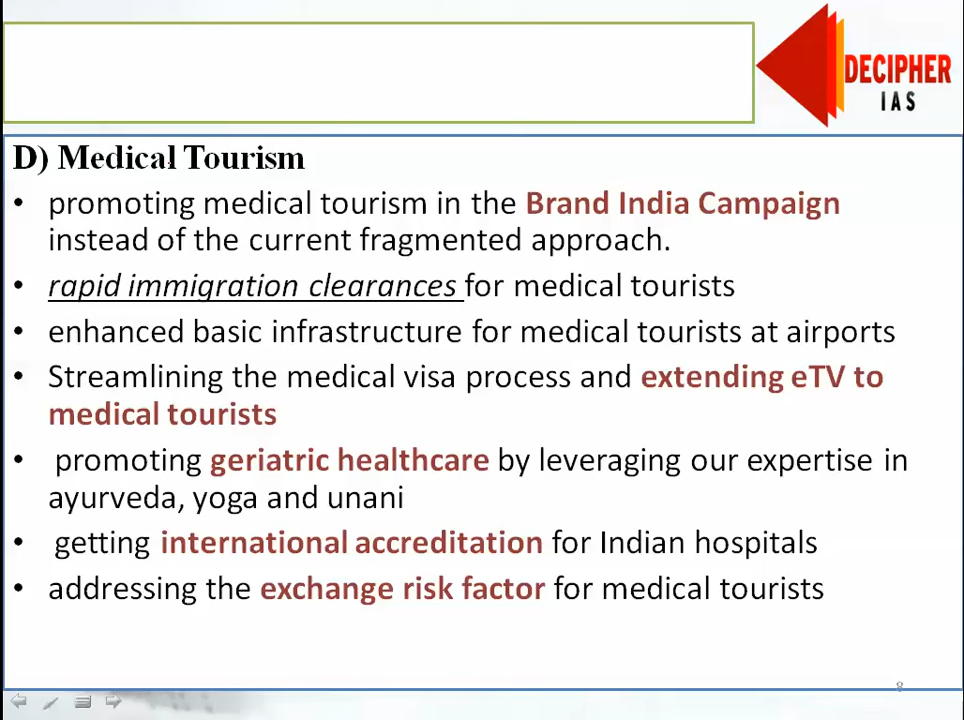 DECIPHER
IAS
D) Medical Tourism
• promoting medical tourism in the Brand India Campaign
instead of the current fragmented approach.
• rapid immigration clearances for medical tourists
• enhanced basic infrastructure for medical tourists at airports
• Streamlining the medical visa process and extending eTV to
medical tourists
• promoting geriatric healthcare by leveraging our expertise in
ayurveda, yoga and unani
• getting international accreditation for Indian hospitals
• addressing the exchange risk factor for medical tourists
8